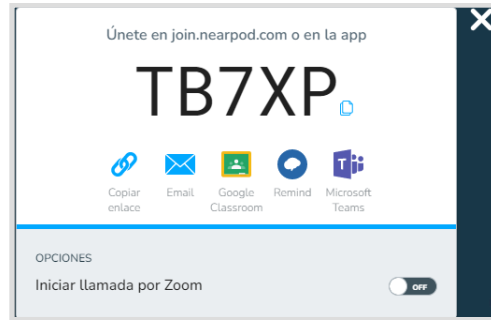 Únete en join.nearpod.com o en la app
TB7XP
Copiar enlace
Email
Google Classroom
Remind
Microsoft Teams
OPCIONES
Iniciar llamada por Zoom
OFF